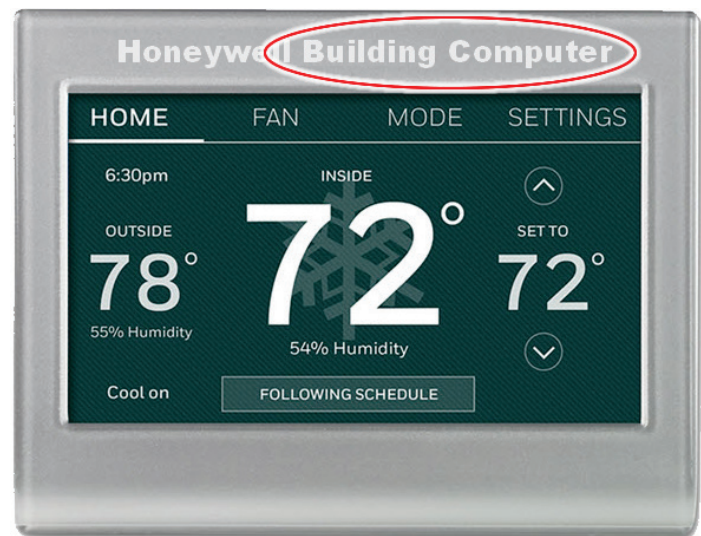 Honeywell Building Computer
HOME FAN MODE SETTINGS
6:30pm
INSIDE
OUTSIDE
SET TO
78°
72°
72°
55% Humidity
54% Humidity
Cool on
FOLLOWING SCHEDULE